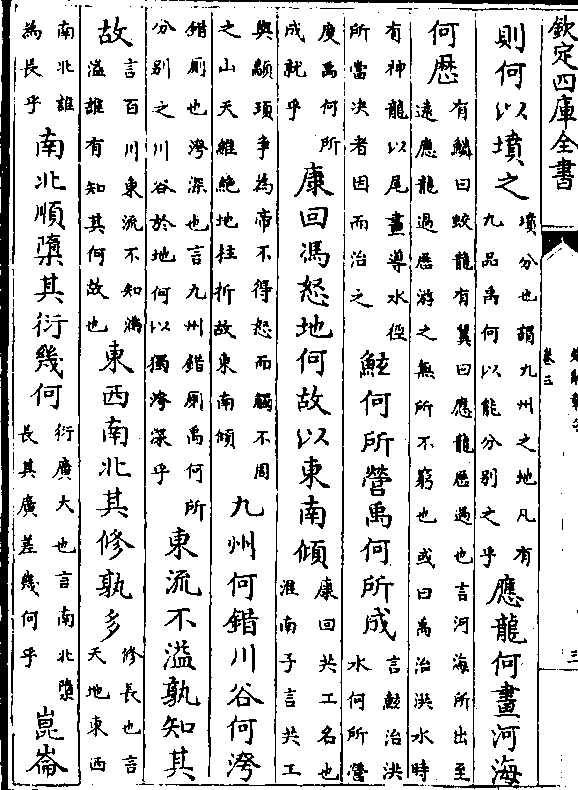 欽定四庫全書
卷三
三
則何以墳之
墳分也謂九州之地凡有
九品禹何以能分别之乎
應龍何畫河海
何歴
有鱗曰蛟龍有翼曰應龍歴過也言河海所出至
遠應龍過歴游之無所不窮也或曰禹治洪水時
有神龍以尾畫導水徑
所當决者因而治之
鮌何所營禹何所成
言鮌治洪
水何所營
度禹何所
成就乎
康回馮怒地何故以東南傾
康回共工名也
淮南子言共工
與顓頊争為帝不得怒而觸不周
之山天維絶地柱折故東南傾
九州何錯川谷何洿
錯厠也洿深也言九州錯厠禹何所
分别之川谷於地何以獨洿深乎
東流不溢孰知其
故
言百川東流不知滿
溢誰有知其何故也
東西南北其修孰多
修長也言
天地東西
南北誰
為長乎
南北順墮其衍幾何
衍廣大也言南北墮
長其廣差幾何乎
崑崙